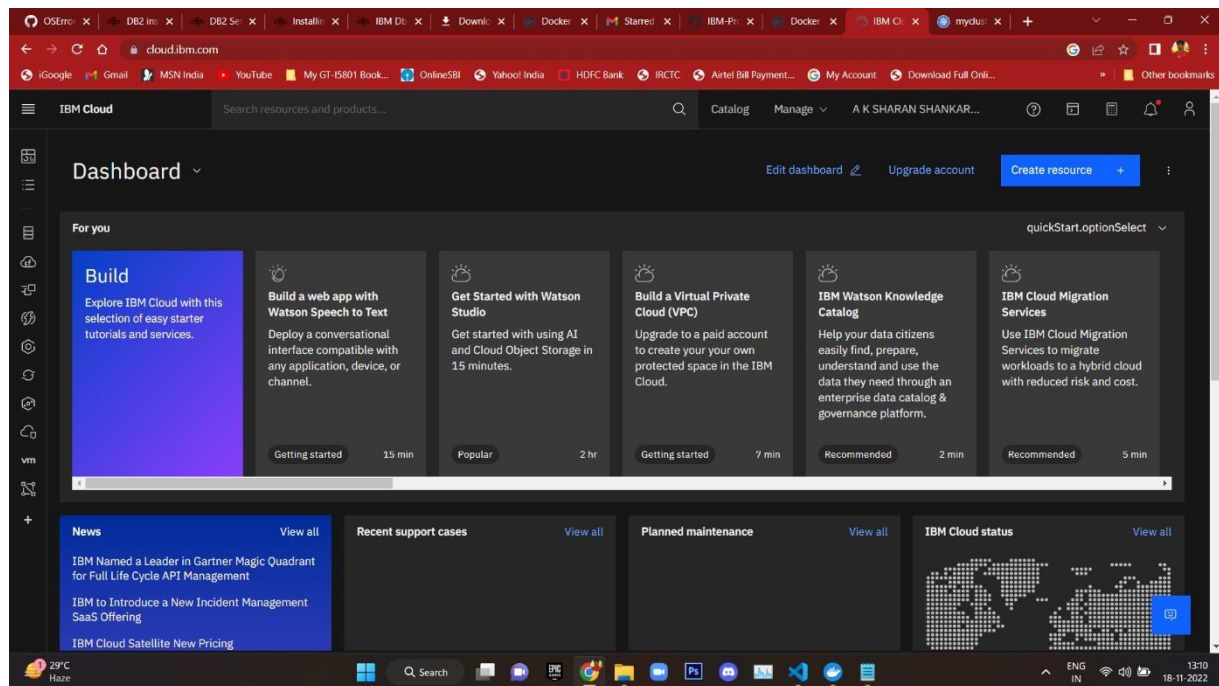 OSError
DB2 ins
DB2 Se
Installin
IBM Db
Downlo
Docker
Starred
IBM-Pro
Docker
IBM Clo
myclust
cloud.ibm.com
iGoogle
Gmail
MSN India
YouTube
My GT-I5801 Book...
OnlineSBI
Yahoo! India
HDFC Bank
IRCTC
Airtel Bill Payment...
My Account
Download Full Onli...
»
Other bookmarks
IBM Cloud
Search resources and products...
Catalog
Manage
A K SHARAN SHANKAR...
Dashboard
Edit dashboard
Upgrade account
Create resource +
For you
quickStart.optionSelect
Build
Explore IBM Cloud with this
selection of easy starter
tutorials and services.
Build a web app with
Watson Speech to Text
Deploy a conversational
interface compatible with
any application, device, or
channel.
Getting started
15 min
Get Started with Watson
Studio
Get started with using AI
and Cloud Object Storage in
15 minutes.
Popular
2 hr
Build a Virtual Private
Cloud (VPC)
Upgrade to a paid account
to create your your own
protected space in the IBM
Cloud.
Getting started
7 min
IBM Watson Knowledge
Catalog
Help your data citizens
easily find, prepare,
understand and use the
data they need through an
enterprise data catalog &
governance platform.
Recommended
2 min
IBM Cloud Migration
Services
Use IBM Cloud Migration
Services to migrate
workloads to a hybrid cloud
with reduced risk and cost.
Recommended
5 min
vm
News
View all
IBM Named a Leader in Gartner Magic Quadrant
for Full Life Cycle API Management
IBM to Introduce a New Incident Management
SaaS Offering
IBM Cloud Satellite New Pricing
Recent support cases
View all
Planned maintenance
View all
IBM Cloud status
View all
1
29°C
Haze
Search
EPIC
GAMES
Ps
ENG
IN
13:10
18-11-2022